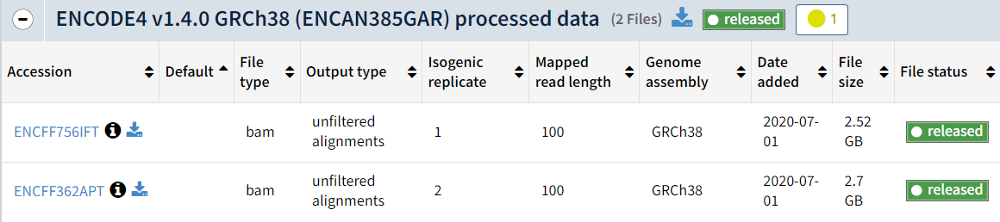 ENCODE4 v1.4.0 GRCh38 (ENCAN385GAR) processed data (2 Files) released 1
Accession Default File type Output type Isogenic replicate Mapped read length Genome assembly Date added File size File status
ENCFF756IFT bam unfiltered alignments 1 100 GRCh38 2020-07-01 2.52 GB released
ENCFF362APT bam unfiltered alignments 2 100 GRCh38 2020-07-01 2.7 GB released